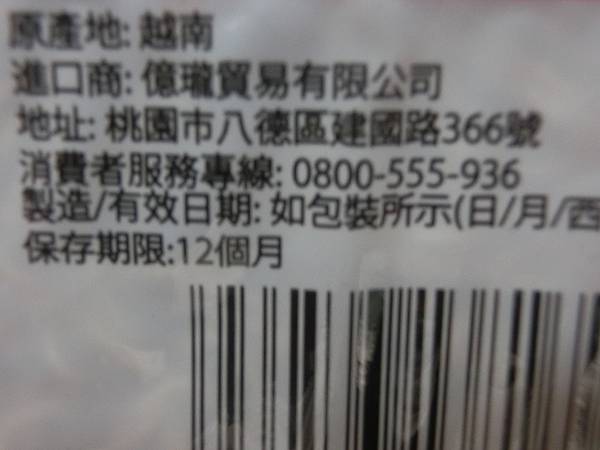 原產地: 越南
進口商: 億瓏貿易有限公司
地址: 桃園市八德區建國路366號
消費者服務專線: 0800-555-936
製造/有效日期: 如包裝所示(日/月/西
保存期限:12個月